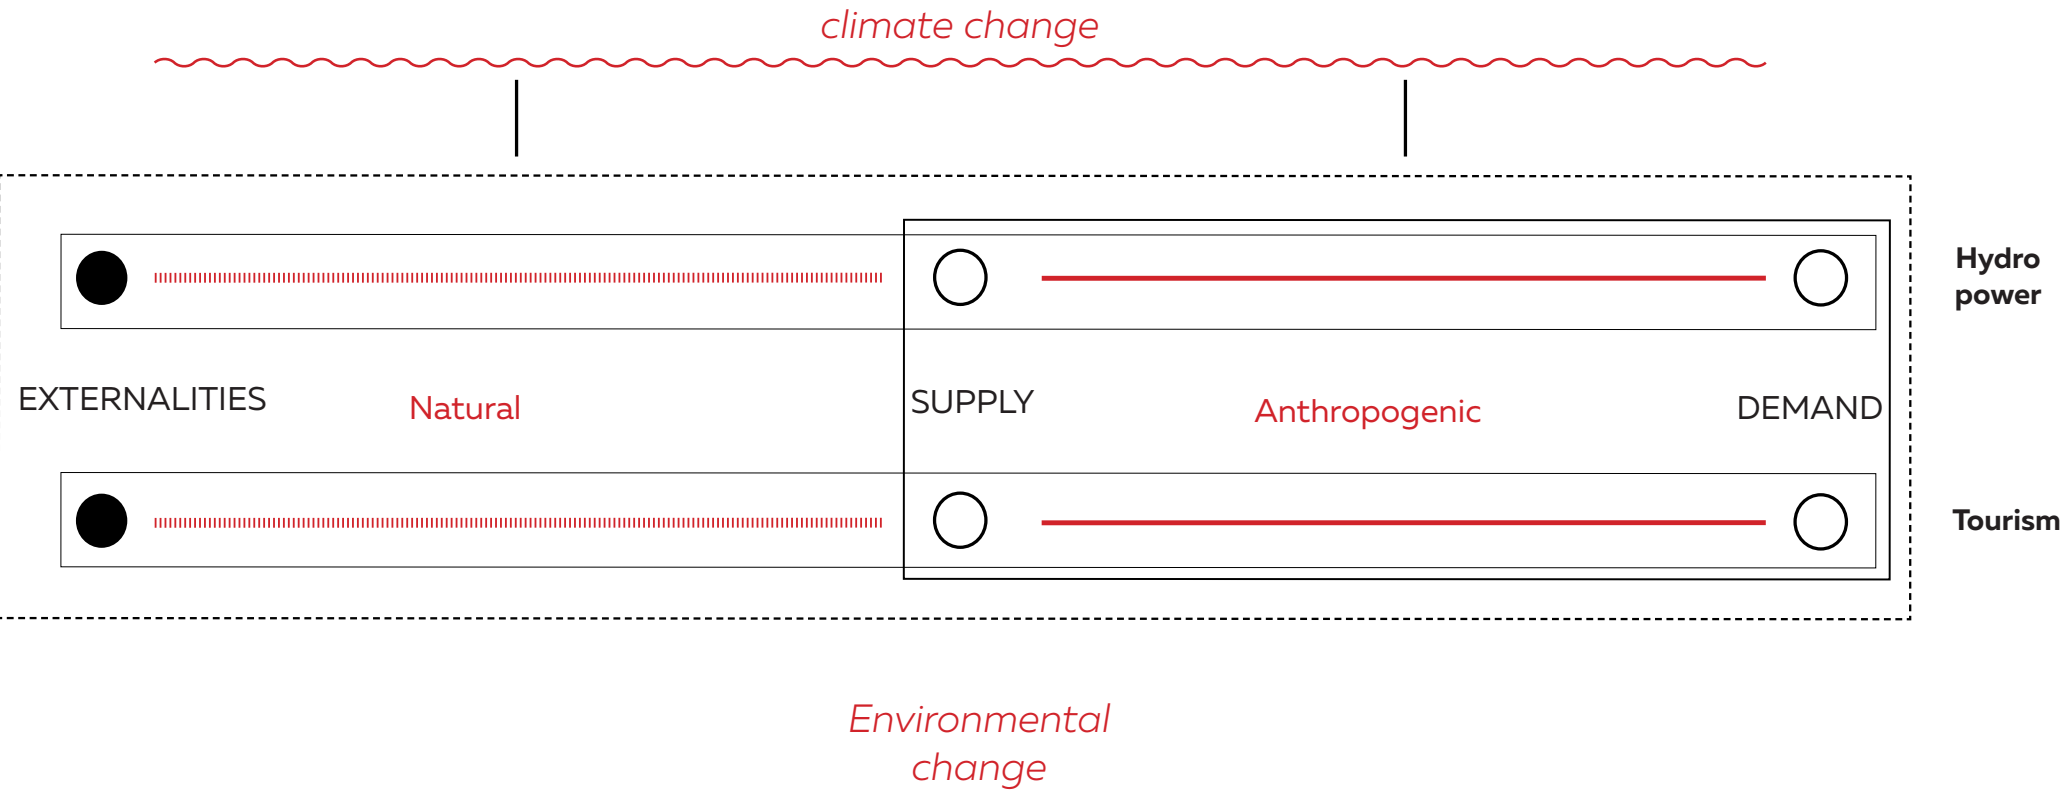 climate change
Hydro
power
EXTERNALITIES
Natural
SUPPLY
Anthropogenic
DEMAND
Tourism
Environmental
change